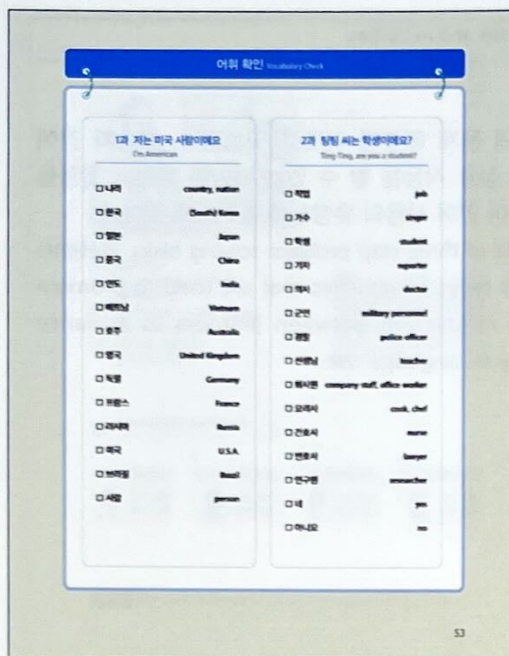 어휘 확인 Vocabulary Check
1과 저는 미국 사람이에요
I'm American
□ 나라 country, nation
□ 한국 (South) Korea
□ 일본 Japan
□ 중국 China
□ 인도 India
□ 베트남 Vietnam
□ 호주 Australia
□ 영국 United Kingdom
□ 독일 Germany
□ 프랑스 France
□ 러시아 Russia
□ 미국 U.S.A.
□ 브라질 Brazil
□ 사람 person
2과 팅팅 씨는 학생이에요?
Ting-Ting, are you a student?
□ 직업 job
□ 가수 singer
□ 학생 student
□ 기자 reporter
□ 의사 doctor
□ 군인 military personnel
□ 경찰 police officer
□ 선생님 teacher
□ 회사원 company staff, office worker
□ 요리사 cook, chef
□ 간호사 nurse
□ 변호사 lawyer
□ 연구원 researcher
□ 네 yes
□ 아니요 no
53